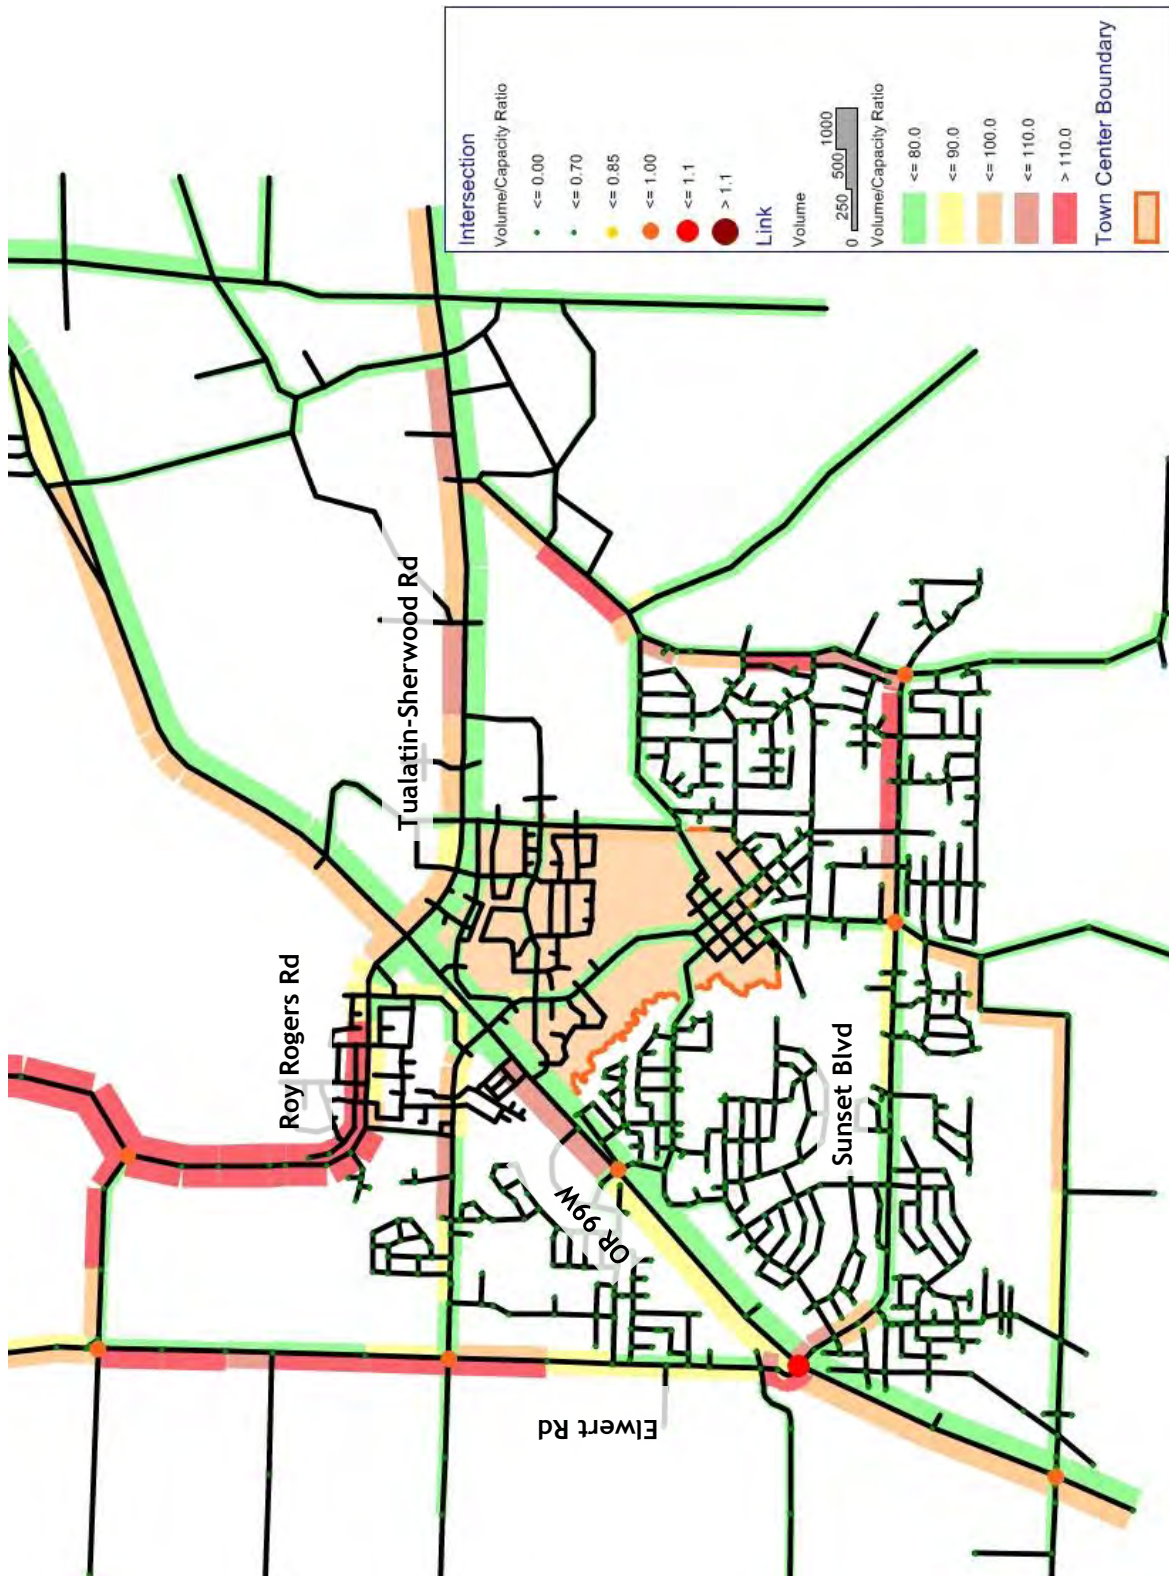 Tualatin-Sherwood Rd
Roy Rogers Rd
OR 99W
Sunset Blvd
Elwert Rd
Intersection
Volume/Capacity Ratio
<= 0.00
<= 0.70
<= 0.85
<= 1.00
<= 1.1
> 1.1
Link
Volume
0 250 500 1000
Volume/Capacity Ratio
<= 80.0
<= 90.0
<= 100.0
<= 110.0
> 110.0
Town Center Boundary